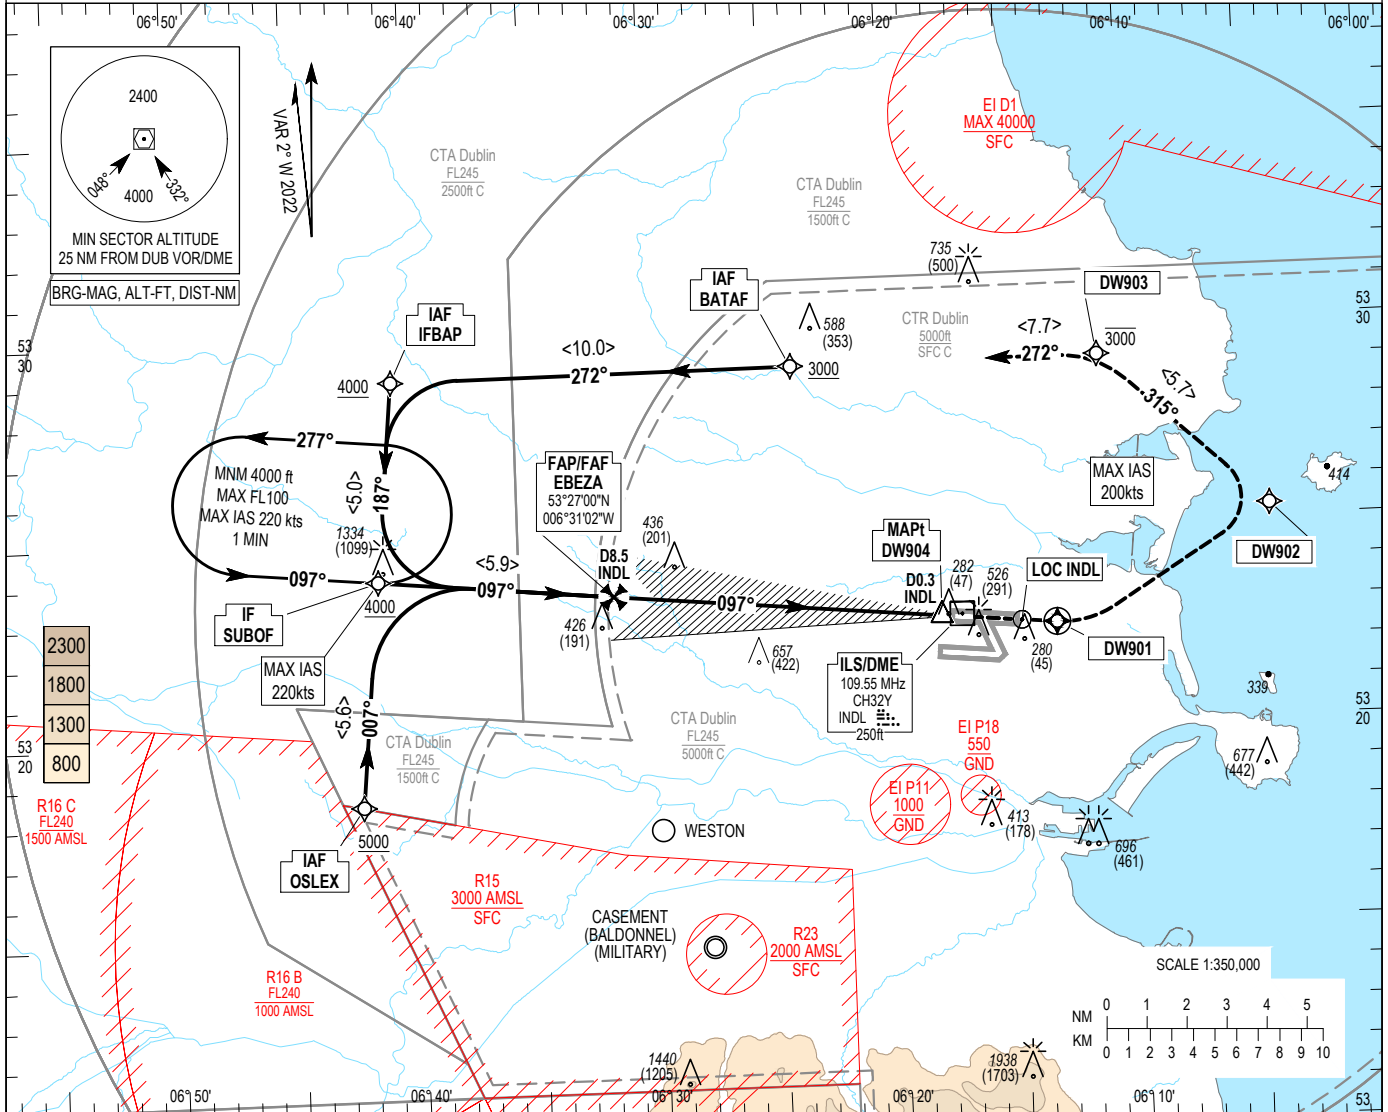 06°50'
06°40'
06°30'
06°20'
06°10'
06°00'
2400
048°
332°
4000
MIN SECTOR ALTITUDE
25 NM FROM DUB VOR/DME
BRG-MAG, ALT-FT, DIST-NM
VAR 2° W 2022
CTA Dublin
FL245
2500ft C
CTA Dublin
FL245
1500ft C
EI D1
MAX 40000
SFC
735
(500)
IAF
BATAF
3000
588
(353)
CTR Dublin
5000ft
SFC C
DW903
3000
<7.7>
272°
<5.7>
315°
53
30
53
30
IAF
IFBAP
4000
<10.0>
272°
277°
MNM 4000 ft
MAX FL100
MAX IAS 220 kts
1 MIN
<5.0>
187°
1334
(1099)
097°
4000
IF
SUBOF
MAX IAS
220kts
<5.9>
097°
FAP/FAF
EBEZA
53°27'00"N
006°31'02"W
D8.5
INDL
436
(201)
426
(191)
097°
657
(422)
MAPt
DW904
D0.3
INDL
282
(47)
526
(291)
LOC INDL
280
(45)
DW901
MAX IAS
200kts
DW902
414
339
ILS/DME
109.55 MHz
CH32Y
INDL
250ft
2300
1800
1300
800
<5.6>
007°
CTA Dublin
FL245
1500ft C
CTA Dublin
FL245
5000ft C
EI P18
550
GND
EI P11
1000
GND
413
(178)
677
(442)
696
(461)
53
20
53
20
R16 C
FL240
1500 AMSL
5000
IAF
OSLEX
WESTON
R15
3000 AMSL
SFC
CASEMENT
(BALDONNEL)
(MILITARY)
R23
2000 AMSL
SFC
R16 B
FL240
1000 AMSL
SCALE 1:350,000
NM
0 1 2 3 4 5
KM
0 1 2 3 4 5 6 7 8 9 10
1440
(1205)
1938
(1703)
06°50'
06°40'
06°30'
06°20'
06°10'
53